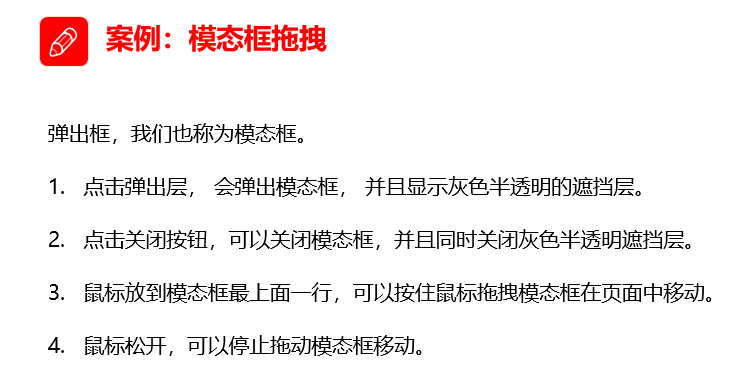 案例：模态框拖拽
弹出框，我们也称为模态框。
1. 点击弹出层， 会弹出模态框， 并且显示灰色半透明的遮挡层。
2. 点击关闭按钮，可以关闭模态框，并且同时关闭灰色半透明遮挡层。
3. 鼠标放到模态框最上面一行，可以按住鼠标拖拽模态框在页面中移动。
4. 鼠标松开，可以停止拖动模态框移动。